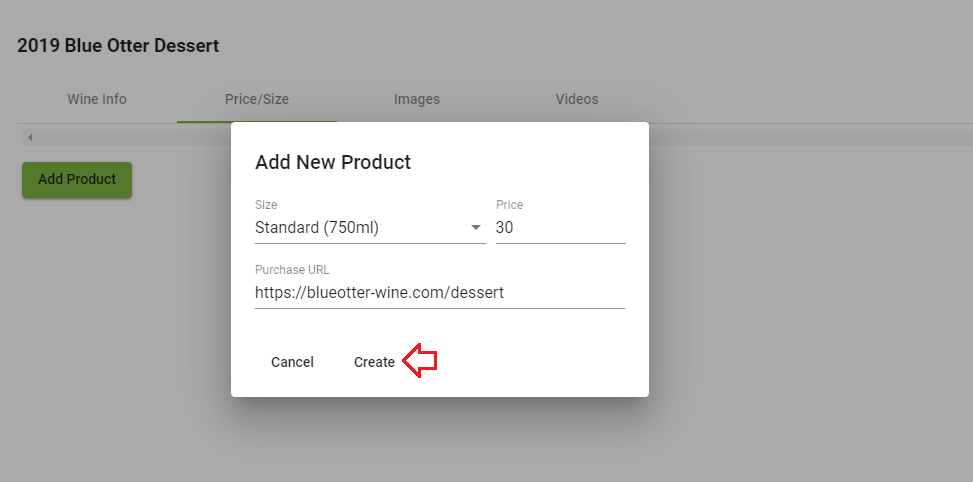 2019 Blue Otter Dessert
Wine Info Price/Size Images Videos
Add Product
Add New Product
Size Price
Standard (750ml) 30
Purchase URL
https://blueotter-wine.com/dessert
Cancel Create